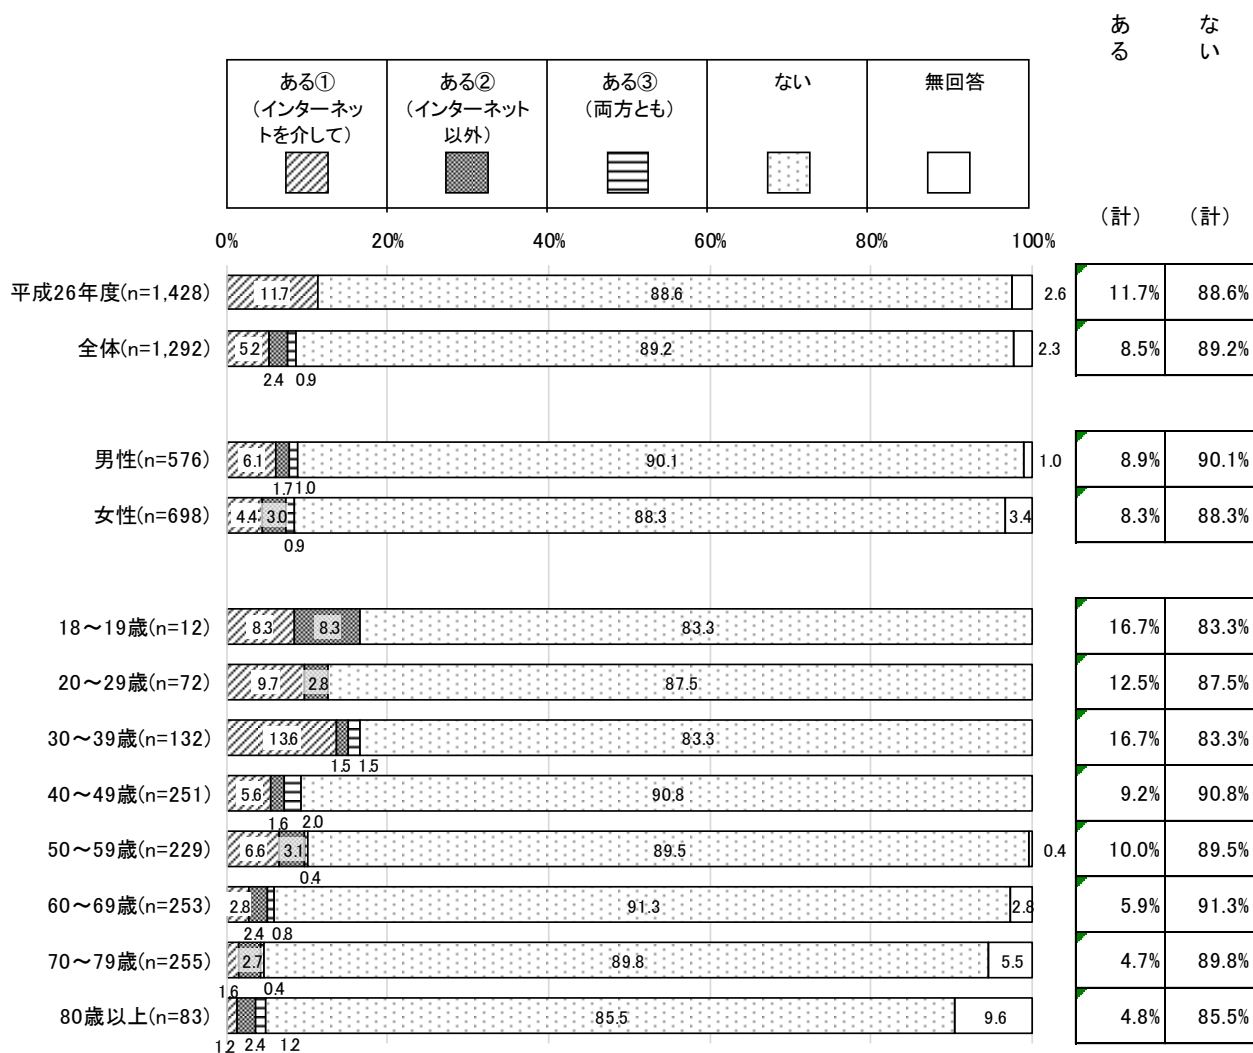 ある ない
ある①
（インターネッ
トを介して）
ある②
（インターネット
以外）
ある③
（両方とも）
ない
無回答
（計） （計）
0% 20% 40% 60% 80% 100%
平成26年度(n=1,428) 11.7 88.6 2.6 11.7% 88.6%
全体(n=1,292) 5.2 89.2 2.3 8.5% 89.2%
2.4 0.9
男性(n=576) 6.1 90.1 1.0 8.9% 90.1%
1.7 1.0
女性(n=698) 4.4 3.0 88.3 3.4 8.3% 88.3%
0.9
18～19歳(n=12) 8.3 8.3 83.3 16.7% 83.3%
20～29歳(n=72) 9.7 2.8 87.5 12.5% 87.5%
30～39歳(n=132) 13.6 83.3 16.7% 83.3%
1.5 1.5
40～49歳(n=251) 5.6 90.8 9.2% 90.8%
1.6 2.0
50～59歳(n=229) 6.6 3.1 89.5 0.4 10.0% 89.5%
0.4
60～69歳(n=253) 2.8 91.3 2.8 5.9% 91.3%
2.4 0.8
70～79歳(n=255) 2.7 89.8 5.5 4.7% 89.8%
1.6 0.4
80歳以上(n=83) 85.5 9.6 4.8% 85.5%
1.2 2.4 1.2